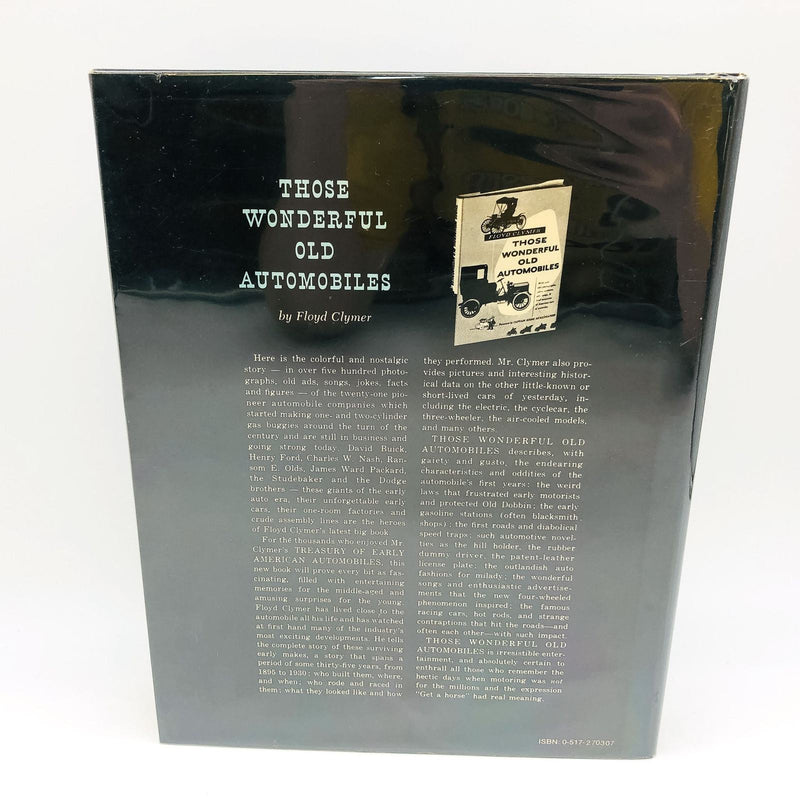 THOSE
WONDERFUL
OLD
AUTOMOBILES
by Floyd Clymer
FLOYD CLYMER
THOSE
WONDERFUL
OLD
AUTOMOBILES
Here is the colorful and nostalgic
story — in over five hundred photo-
graphs, old ads, songs, jokes, facts
and figures — of the twenty-one pio-
neer automobile companies which
started making one- and two-cylinder
gas buggies around the turn of the
century and are still in business and
going strong today. David Buick,
Henry Ford, Charles W. Nash, Ran-
som E. Olds, James Ward Packard,
the Studebaker and the Dodge
brothers — these giants of the early
auto era, their unforgettable early
cars, their one-room factories and
crude assembly lines are the heroes
of Floyd Clymer's latest big book.
For the thousands who enjoyed Mr.
Clymer's TREASURY OF EARLY
AMERICAN AUTOMOBILES, this
new book will prove every bit as fas-
cinating, filled with entertaining
memories for the middle-aged and
amusing surprises for the young.
Floyd Clymer has lived close to the
automobile all his life and has watched
at first hand many of the industry's
most exciting developments. He tells
the complete story of these surviving
early makes, a story that spans a
period of some thirty-five years, from
1895 to 1930; who built them, where,
and when; who rode and raced in
them; what they looked like and how
they performed. Mr. Clymer also pro-
vides pictures and interesting histor-
ical data on the other little-known or
short-lived cars of yesterday, in-
cluding the electric, the cyclecar, the
three-wheeler, the air-cooled models,
and many others.
THOSE WONDERFUL OLD
AUTOMOBILES describes, with
gaiety and gusto, the endearing
characteristics and oddities of the
automobile's first years: the weird
laws that frustrated early motorists
and protected Old Dobbin; the early
gasoline stations (often blacksmith
shops); the first roads and diabolical
speed traps; such automotive novel-
ties as the hill holder, the rubber
dummy driver, the patent-leather
license plate; the outlandish auto
fashions for milady; the wonderful
songs and enthusiastic advertise-
ments that the new four-wheeled
phenomenon inspired; the famous
racing cars, hot rods, and strange
contraptions that hit the roads—and
often each other—with such impact.
THOSE WONDERFUL OLD
AUTOMOBILES is irresistible enter-
tainment, and absolutely certain to
enthrall all those who remember the
hectic days when motoring was not
for the millions and the expression
"Get a horse" had real meaning.
ISBN: 0-517-270307